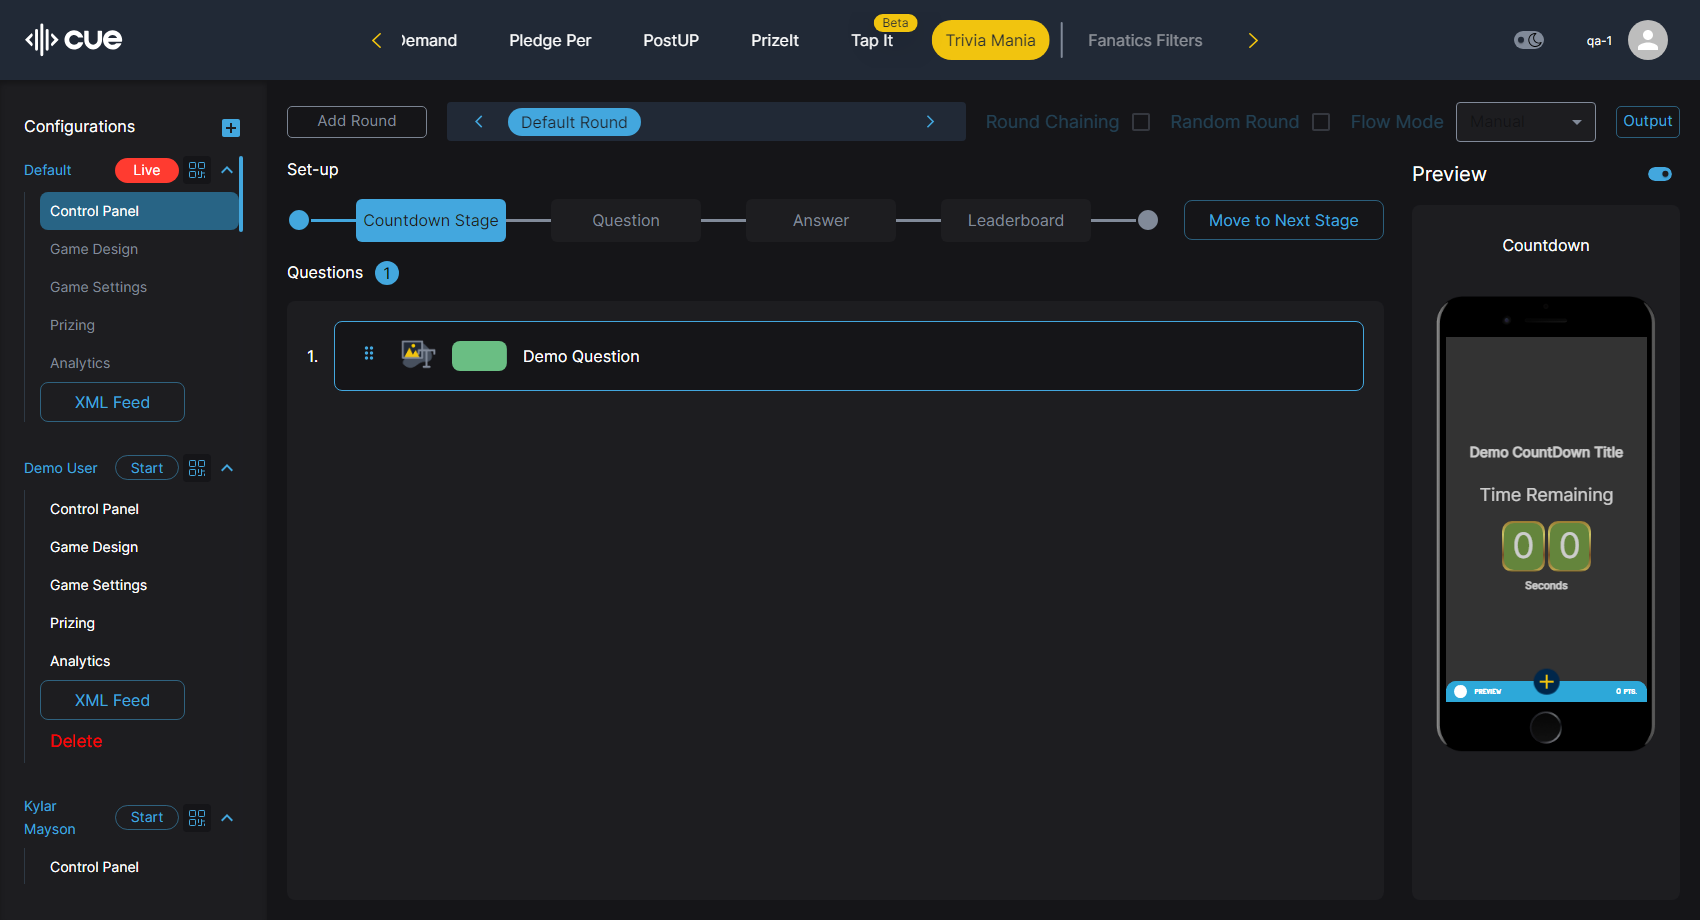 cue
Demand
Pledge Per
PostUP
PrizeIt
Tap It
Beta
Trivia Mania
Fanatics Filters
qa-1
Configurations
Default
Live
Control Panel
Game Design
Game Settings
Prizing
Analytics
XML Feed
Demo User
Start
Control Panel
Game Design
Game Settings
Prizing
Analytics
XML Feed
Delete
Kylar
Mayson
Start
Control Panel
Add Round
Default Round
Round Chaining
Random Round
Flow Mode
Manual
Output
Set-up
Countdown Stage
Question
Answer
Leaderboard
Move to Next Stage
Questions
1
1.
Demo Question
Preview
Countdown
Demo CountDown Title
Time Remaining
0 0
Seconds
PREVIEW
0 PTS.